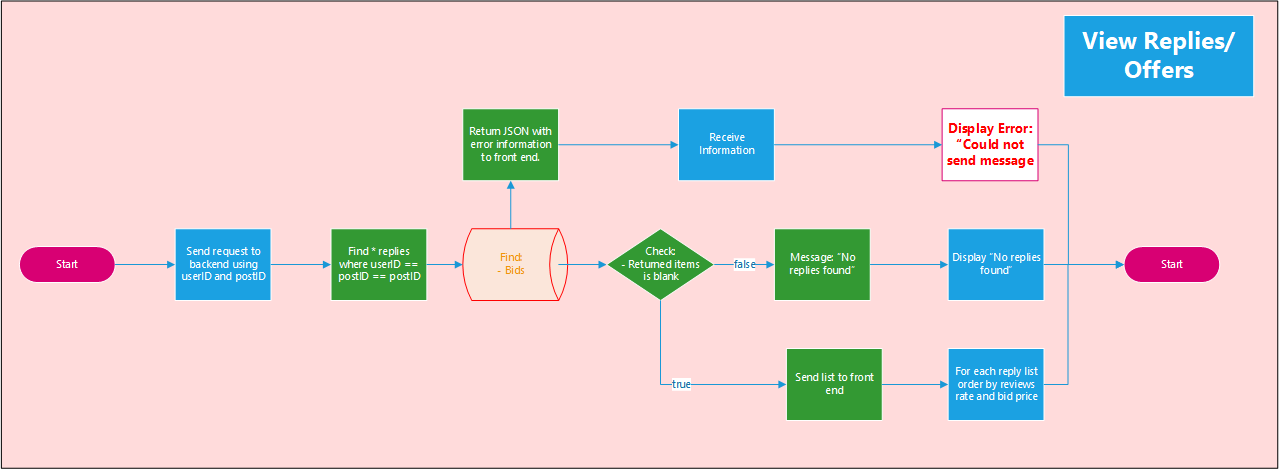 View Replies/
Offers
Return JSON with
error information
to front end.
Receive
Information
Display Error:
“Could not
send message
Start
Send request to
backend using
userID and postID
Find * replies
where userID ==
postID == postID
Find:
- Bids
Check:
- Returned items
is blank
false
Message: “No
replies found”
Display “No replies
found”
Start
true
Send list to front
end
For each reply list
order by reviews
rate and bid price